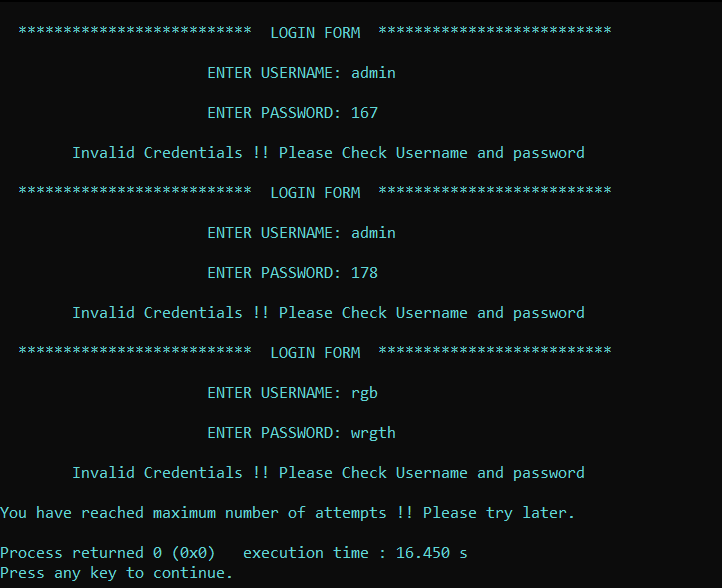 **************************  LOGIN FORM  **************************
ENTER USERNAME: admin
ENTER PASSWORD: 167
Invalid Credentials !! Please Check Username and password
**************************  LOGIN FORM  **************************
ENTER USERNAME: admin
ENTER PASSWORD: 178
Invalid Credentials !! Please Check Username and password
**************************  LOGIN FORM  **************************
ENTER USERNAME: rgb
ENTER PASSWORD: wrgth
Invalid Credentials !! Please Check Username and password
You have reached maximum number of attempts !! Please try later.
Process returned 0 (0x0)   execution time : 16.450 s
Press any key to continue.